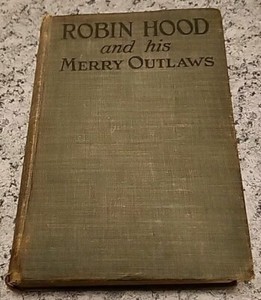 ROBIN HOOD
and his
MERRY OUTLAWS